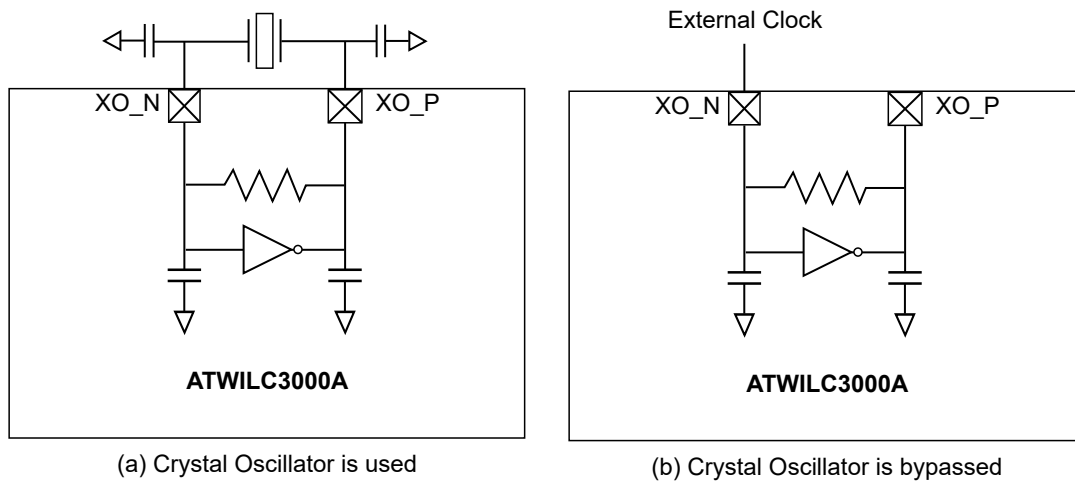 External Clock
XO_N
XO_P
XO_N
XO_P
ATWILC3000A
ATWILC3000A
(a) Crystal Oscillator is used
(b) Crystal Oscillator is bypassed